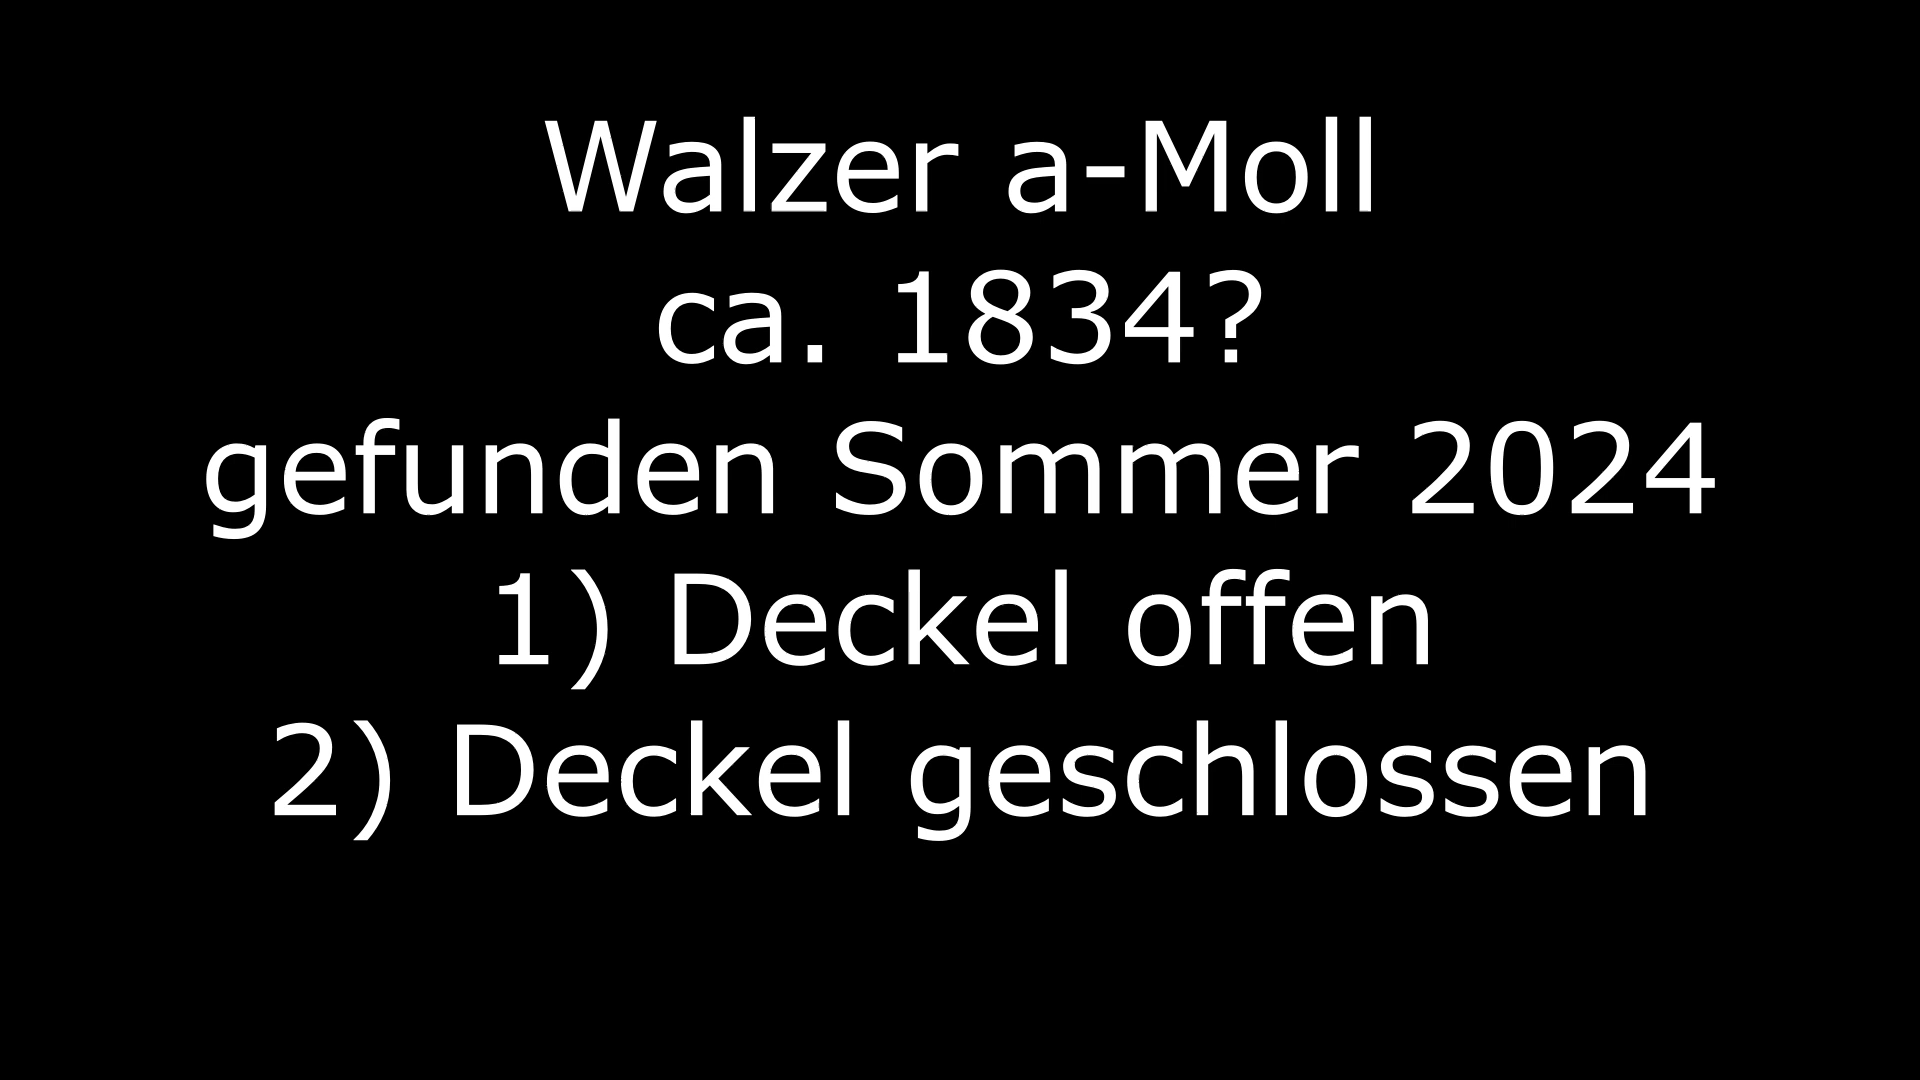 Walzer a-Moll
ca. 1834?
gefunden Sommer 2024
1) Deckel offen
2) Deckel geschlossen